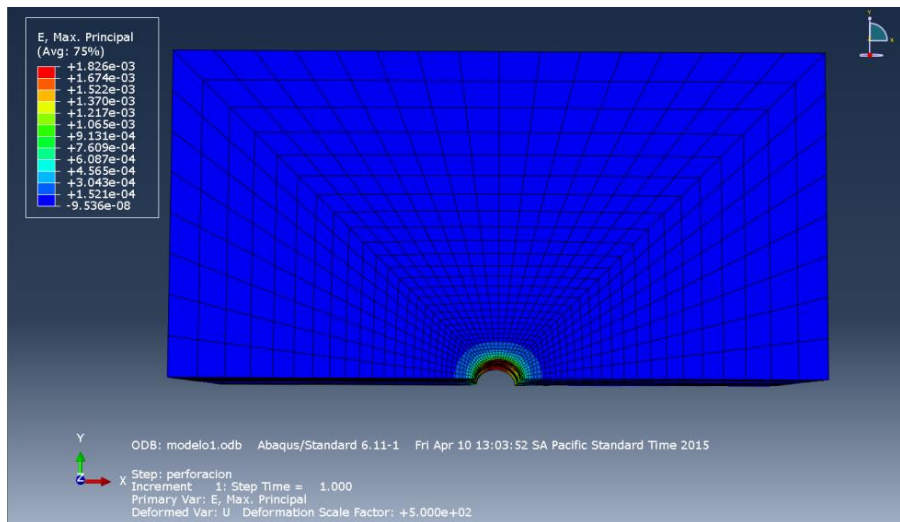 E, Max. Principal
(Avg: 75%)
+1.826e-03
+1.674e-03
+1.522e-03
+1.370e-03
+1.217e-03
+1.065e-03
+9.131e-04
+7.609e-04
+6.087e-04
+4.565e-04
+3.043e-04
+1.521e-04
-9.536e-08
Y
X
Y
ODB: modelo1.odb Abaqus/Standard 6.11-1 Fri Apr 10 13:03:52 SA Pacific Standard Time 2015
Z
X
Step: perforacion
Increment 1: Step Time = 1.000
Primary Var: E, Max. Principal
Deformed Var: U Deformation Scale Factor: +5.000e+02